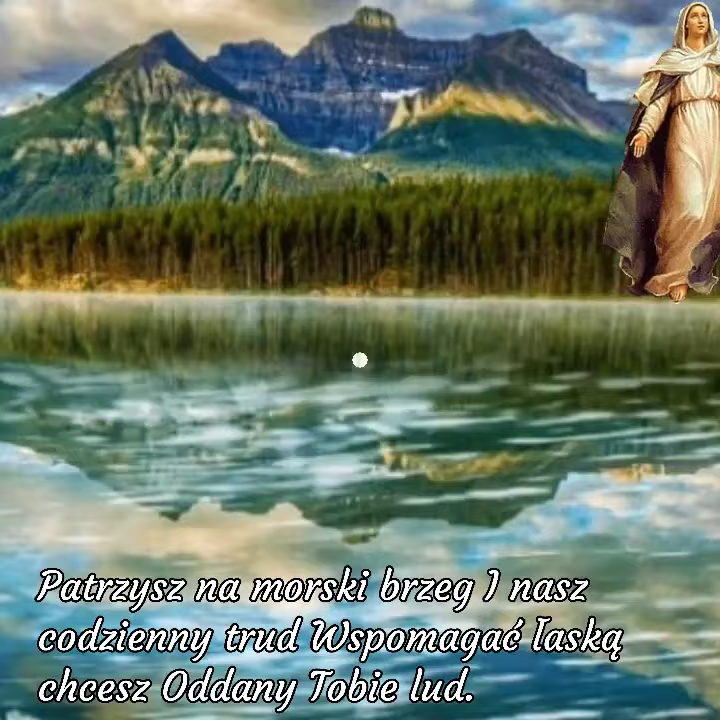 Patrzysz na morski brzeg I nasz
codzienny trud Wspomagać łaską
chcesz Oddany Tobie lud.